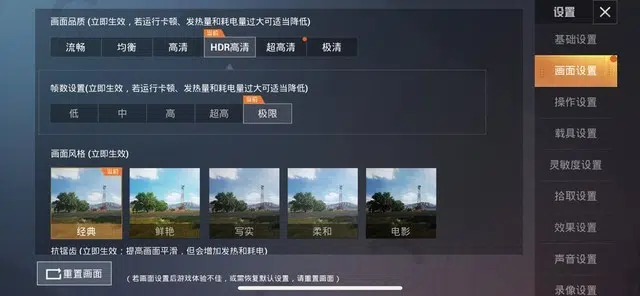 画面品质(立即生效，若运行卡顿、发热量和耗电量过大可适当降低)
设置
当前
流畅 均衡 高清 HDR高清 超高清 极清
基础设置
画面设置
帧数设置(立即生效，若运行卡顿、发热量和耗电量过大可适当降低)
当前
低 中 高 超高 极限
操作设置
载具设置
画面风格(立即生效)
灵敏度设置
当前
拾取设置
经典 鲜艳 写实 柔和 电影
效果设置
抗锯齿(立即生效：提高画面平滑，但会增加发热和耗电)
声音设置
重置画面
(若画面设置后游戏体验不佳，或需恢复默认设置，请重置画面)
录像设置